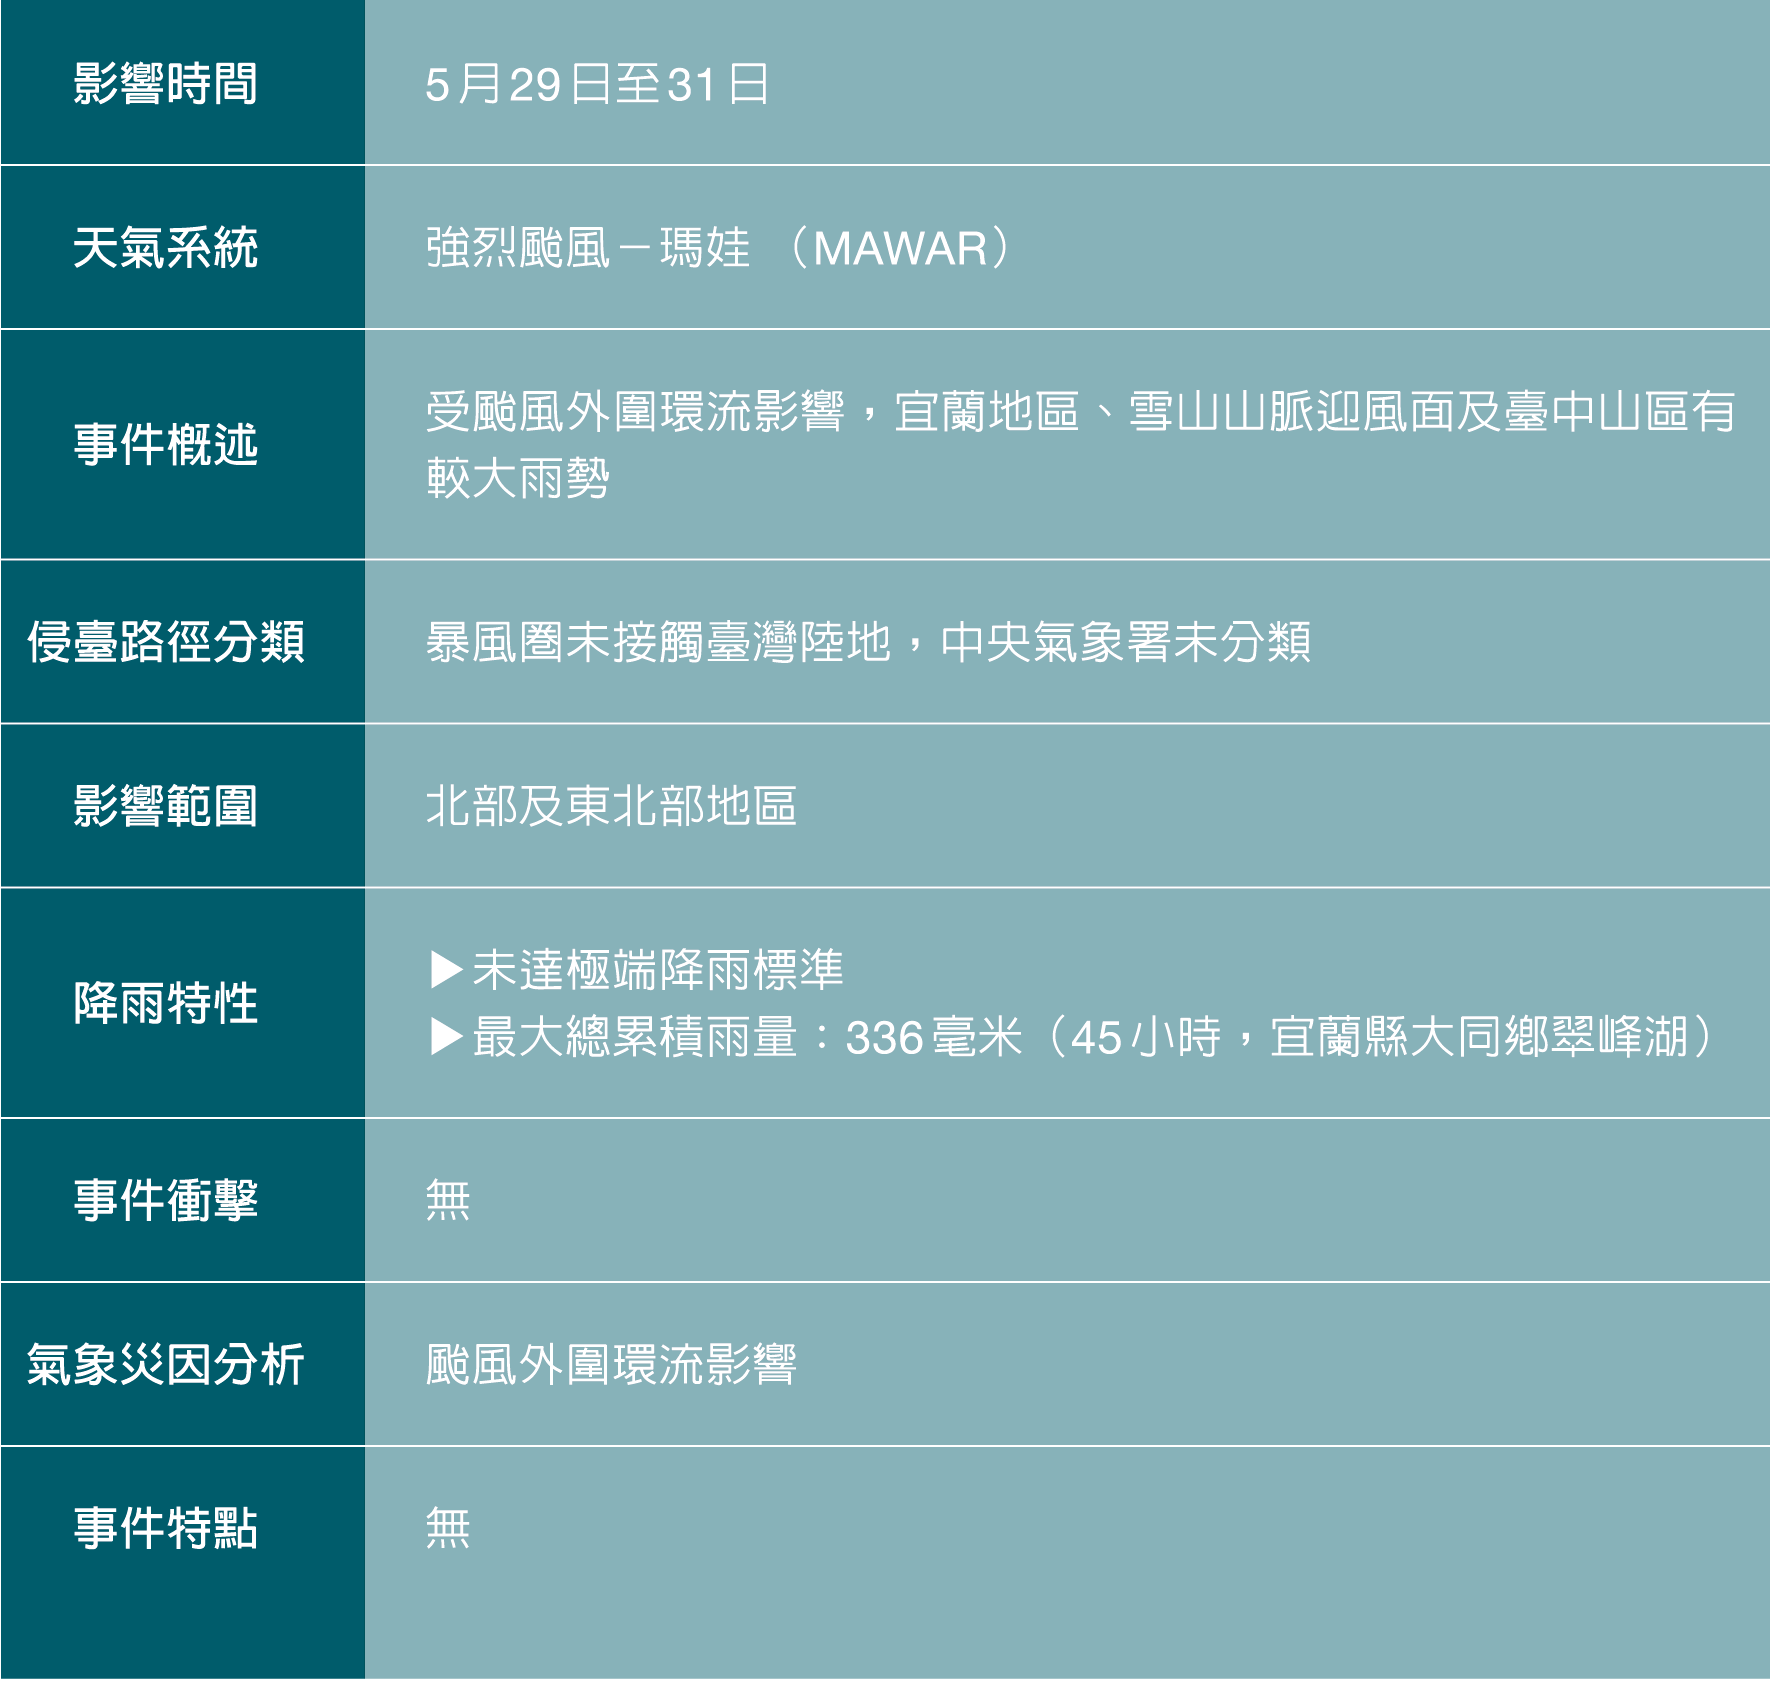 影響時間
5月29日至31日
天氣系統
強烈颱風－瑪娃 （MAWAR）
事件概述
受颱風外圍環流影響，宜蘭地區、雪山山脈迎風面及臺中山區有
較大雨勢
侵臺路徑分類
暴風圈未接觸臺灣陸地，中央氣象署未分類
影響範圍
北部及東北部地區
降雨特性
▶未達極端降雨標準
▶最大總累積雨量：336毫米（45小時，宜蘭縣大同鄉翠峰湖）
事件衝擊
無
氣象災因分析
颱風外圍環流影響
事件特點
無